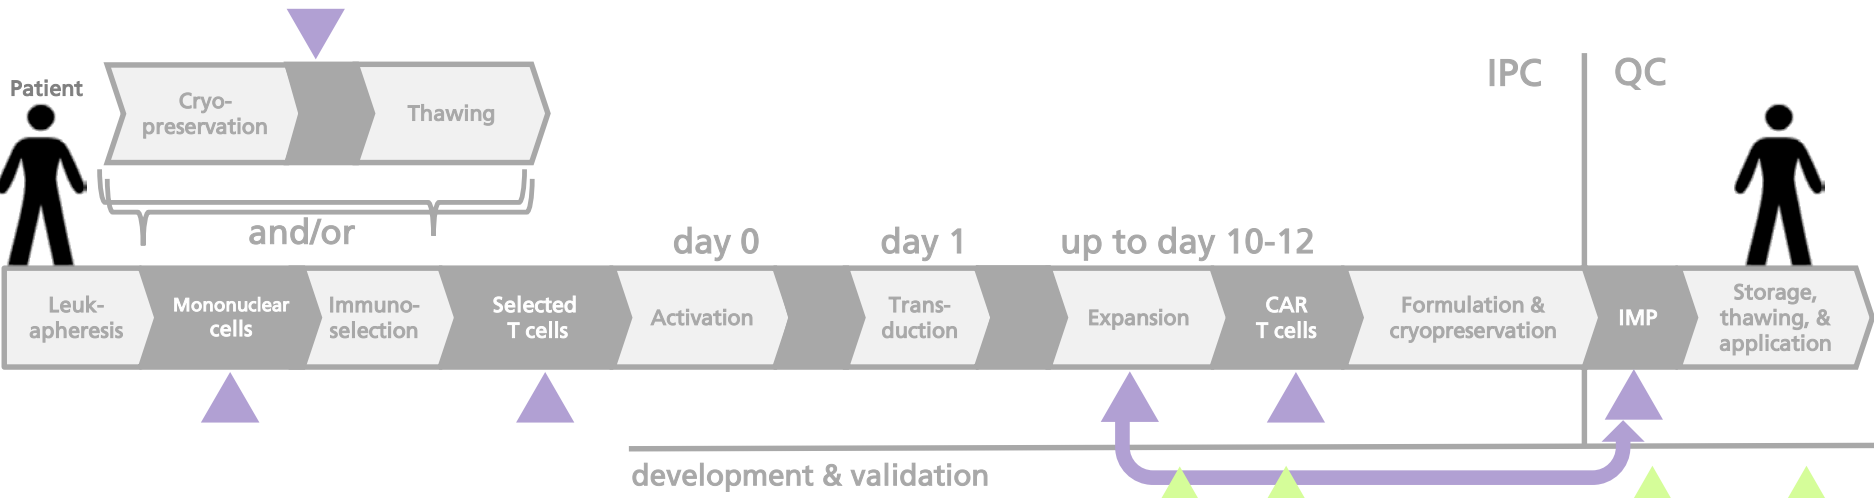 Patient
Cryo-
preservation
Thawing
IPC
QC
and/or
day 0
day 1
up to day 10-12
Leuk-
apheresis
Mononuclear
cells
Immuno-
selection
Selected
T cells
Activation
Trans-
duction
Expansion
CAR
T cells
Formulation &
cryopreservation
IMP
Storage,
thawing, &
application
development & validation